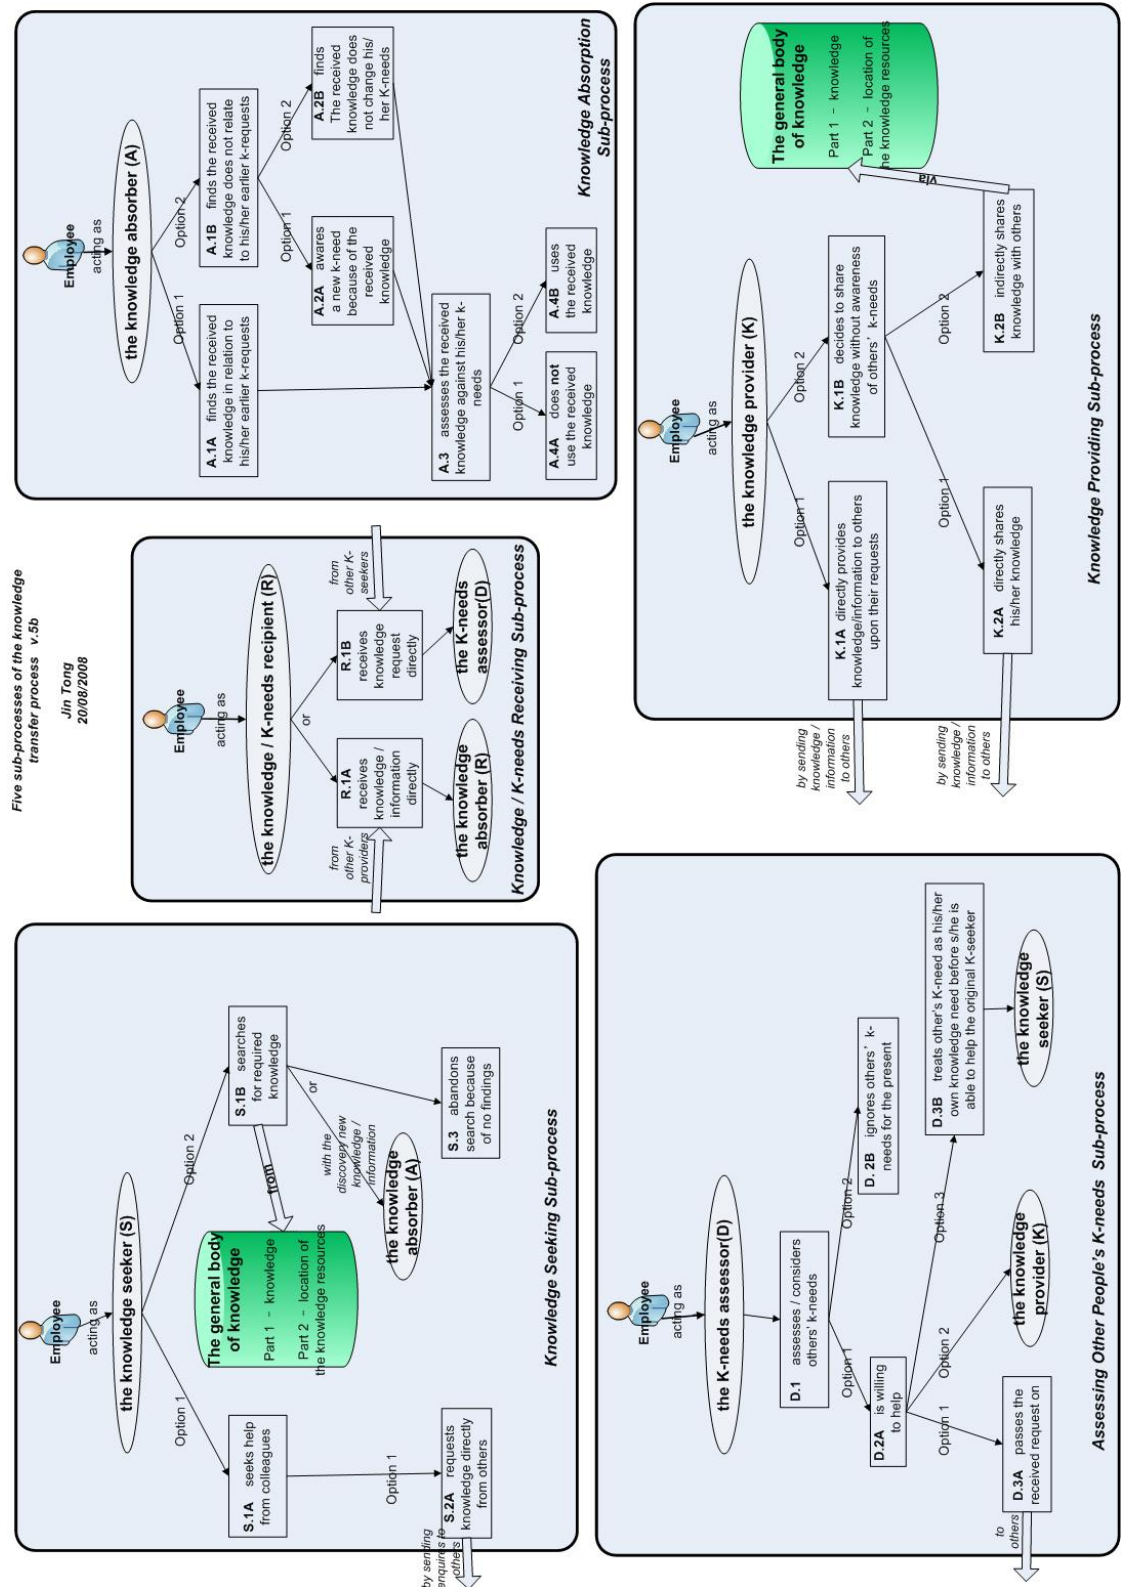 Five sub-processes of the knowledge
transfer process v.5b
Jin Tong
20/08/2008
Employee
acting as
the knowledge seeker (S)
Option 1
Option 2
S.1A seeks help
from colleagues
S.1B searches
for required
knowledge
from
The general body
of knowledge
Part 1 - knowledge
Part 2 - location of
the knowledge resources
or
with the
discovery new
knowledge /
information
the knowledge
absorber (A)
Option 1
S.2A requests
knowledge directly
from others
S.3 abandons
search because
of no findings
by sending
enquires to
others
Knowledge Seeking Sub-process
Employee
acting as
the knowledge / K-needs recipient (R)
or
from
other K-
providers
R.1A
receives
knowledge /
information
directly
R.1B
receives
knowledge
request
directly
from
other K-
seekers
the knowledge
absorber (R)
the K-needs
assessor(D)
Knowledge / K-needs Receiving Sub-process
Employee
acting as
the knowledge absorber (A)
Option 1
Option 2
A.1A finds the received
knowledge in relation to
his/her earlier k-requests
A.1B finds the received
knowledge does not relate
to his/her earlier k-requests
Option 1
Option 2
A.2A awares
a new k-need
because of the
received
knowledge
A.2B finds
The received
knowledge does
not change his/
her K-needs
A.3 assesses the received
knowledge against his/her k-
needs
Option 1
Option 2
A.4A does not
use the received
knowledge
A.4B uses
the received
knowledge
Knowledge Absorption
Sub-process
Employee
acting as
the K-needs assessor(D)
D.1 assesses / considers
others' k-needs
Option 1
Option 2
D.2A is willing
to help
D. 2B ignores others' k-
needs for the present
Option 1
Option 2
Option 3
D.3A passes the
received request on
to
others
the knowledge
provider (K)
D.3B treats other's K-need as his/her
own knowledge need before s/he is
able to help the original K-seeker
the knowledge
seeker (S)
Assessing Other People's K-needs Sub-process
Employee
acting as
the knowledge provider (K)
Option 1
Option 2
K.1A directly provides
knowledge/information to others
upon their requests
K.1B decides to share
knowledge without awareness
of others' k-needs
by sending
knowledge /
information
to others
Option 1
Option 2
K.2A directly shares
his/her knowledge
K.2B indirectly shares
knowledge with others
by sending
knowledge /
information
to others
via
The general body
of knowledge
Part 1 - knowledge
Part 2 - location of
he knowledge resources
Knowledge Providing Sub-process